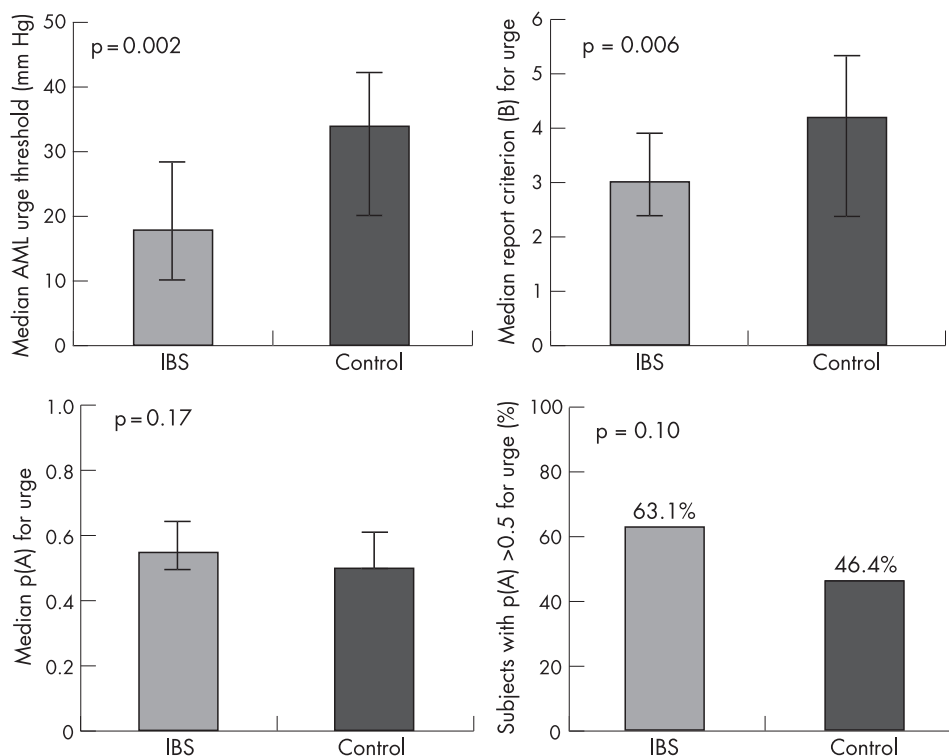 Median AML urge threshold (mm Hg)
50
40
30
20
10
0
p = 0.002
IBS
Control
Median report criterion (B) for urge
6
5
4
3
2
1
0
p = 0.006
IBS
Control
Median p(A) for urge
1.0
0.8
0.6
0.4
0.2
0
p = 0.17
IBS
Control
Subjects with p(A) >0.5 for urge (%)
100
80
60
40
20
0
p = 0.10
63.1%
46.4%
IBS
Control